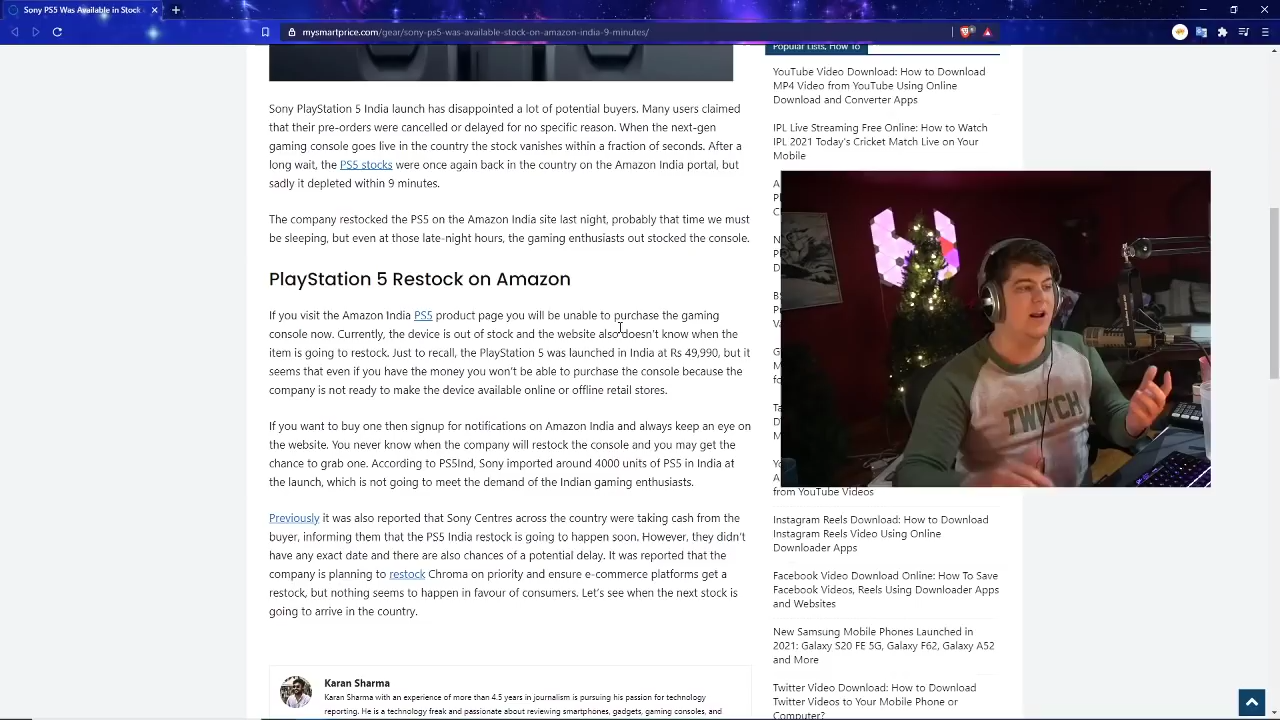 Sony PS5 Was Available in Stock
mysmartprice.com/gear/sony-ps5-was-available-stock-on-amazon-india-9-minutes/
Sony PlayStation 5 India launch has disappointed a lot of potential buyers. Many users claimed
that their pre-orders were cancelled or delayed for no specific reason. When the next-gen
gaming console goes live in the country the stock vanishes within a fraction of seconds. After a
long wait, the PS5 stocks were once again back in the country on the Amazon India portal, but
sadly it depleted within 9 minutes.
The company restocked the PS5 on the Amazon India site last night, probably that time we must
be sleeping, but even at those late-night hours, the gaming enthusiasts out stocked the console.
PlayStation 5 Restock on Amazon
If you visit the Amazon India PS5 product page you will be unable to purchase the gaming
console now. Currently, the device is out of stock and the website also doesn't know when the
item is going to restock. Just to recall, the PlayStation 5 was launched in India at Rs 49,990, but it
seems that even if you have the money you won't be able to purchase the console because the
company is not ready to make the device available online or offline retail stores.
If you want to buy one then signup for notifications on Amazon India and always keep an eye on
the website. You never know when the company will restock the console and you may get the
chance to grab one. According to PS5Ind, Sony imported around 4000 units of PS5 in India at
the launch, which is not going to meet the demand of the Indian gaming enthusiasts.
Previously it was also reported that Sony Centres across the country were taking cash from the
buyer, informing them that the PS5 India restock is going to happen soon. However, they didn't
have any exact date and there are also chances of a potential delay. It was reported that the
company is planning to restock Chroma on priority and ensure e-commerce platforms get a
restock, but nothing seems to happen in favour of consumers. Let's see when the next stock is
going to arrive in the country.
Karan Sharma
Karan Sharma with an experience of more than 4.5 years in journalism is pursuing his passion for technology
reporting. He is a technology freak and passionate about reviewing smartphones, gadgets, gaming consoles, and
Popular Lists, How To
YouTube Video Download: How to Download
MP4 Video from YouTube Using Online
Download and Converter Apps
IPL Live Streaming Free Online: How to Watch
IPL 2021 Today's Cricket Match Live on Your
Mobile
TWITCH
from YouTube Videos
Instagram Reels Download: How to Download
Instagram Reels Video Using Online
Downloader Apps
Facebook Video Download Online: How To Save
Facebook Videos, Reels Using Downloader Apps
and Websites
New Samsung Mobile Phones Launched in
2021: Galaxy S20 FE 5G, Galaxy F62, Galaxy A52
and More
Twitter Video Download: How to Download
Twitter Videos to Your Mobile Phone or
Computer?